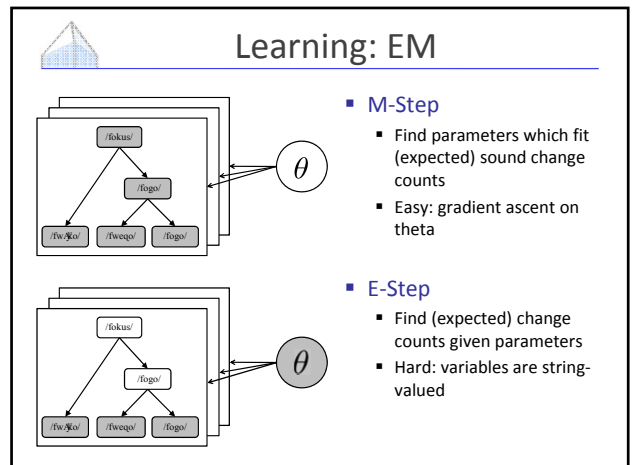 Learning: EM
/fokus/
/fogo/
/fweqo/ /fogo/
θ
▪ M-Step
▪ Find parameters which fit
(expected) sound change
counts
▪ Easy: gradient ascent on
theta
/fokus/
/fogo/
/fweqo/ /fogo/
θ
▪ E-Step
▪ Find (expected) change
counts given parameters
▪ Hard: variables are string-
valued